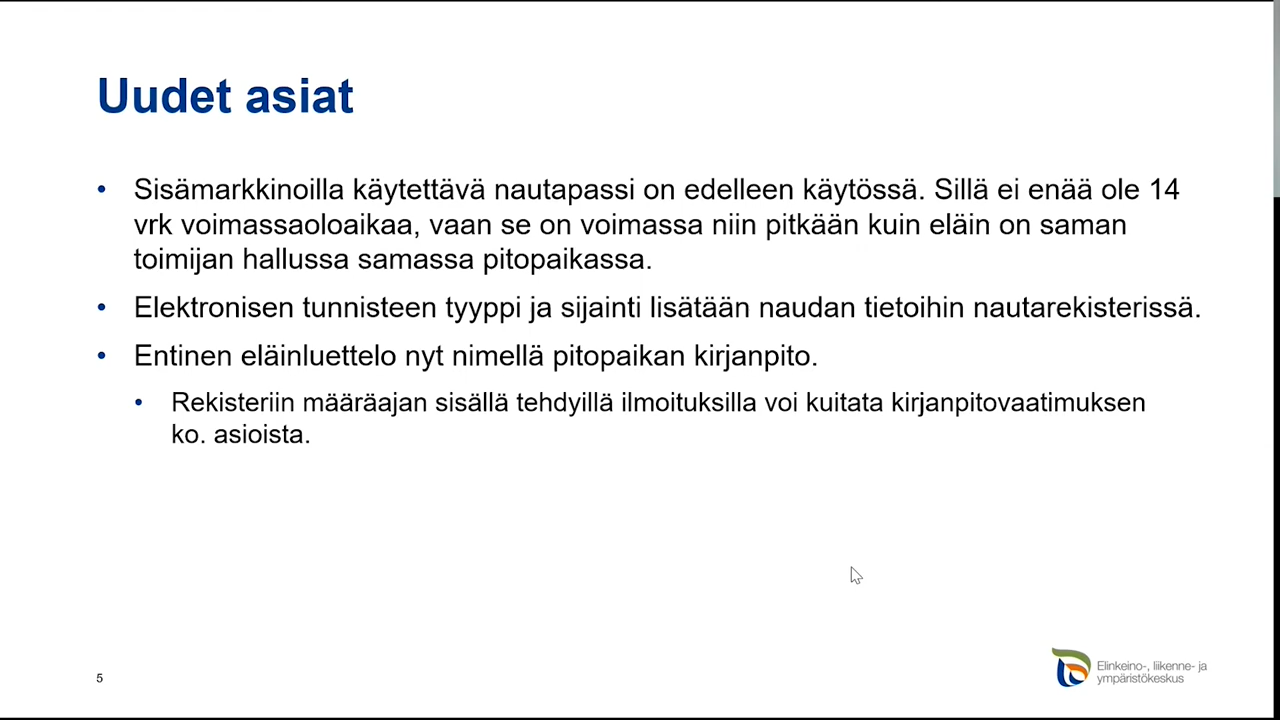 Uudet asiat
• Sisämarkkinoilla käytettävä nautapassi on edelleen käytössä. Sillä ei enää ole 14
vrk voimassaoloaikaa, vaan se on voimassa niin pitkään kuin eläin on saman
toimijan hallussa samassa pitopaikassa.
• Elektronisen tunnisteen tyyppi ja sijainti lisätään naudan tietoihin nautarekisterissä.
• Entinen eläinluettelo nyt nimellä pitopaikan kirjanpito.
• Rekisteriin määräajan sisällä tehdyillä ilmoituksilla voi kuitata kirjanpitovaatimuksen
ko. asioista.
5
Elinkeino-, liikenne- ja
ympäristökeskus